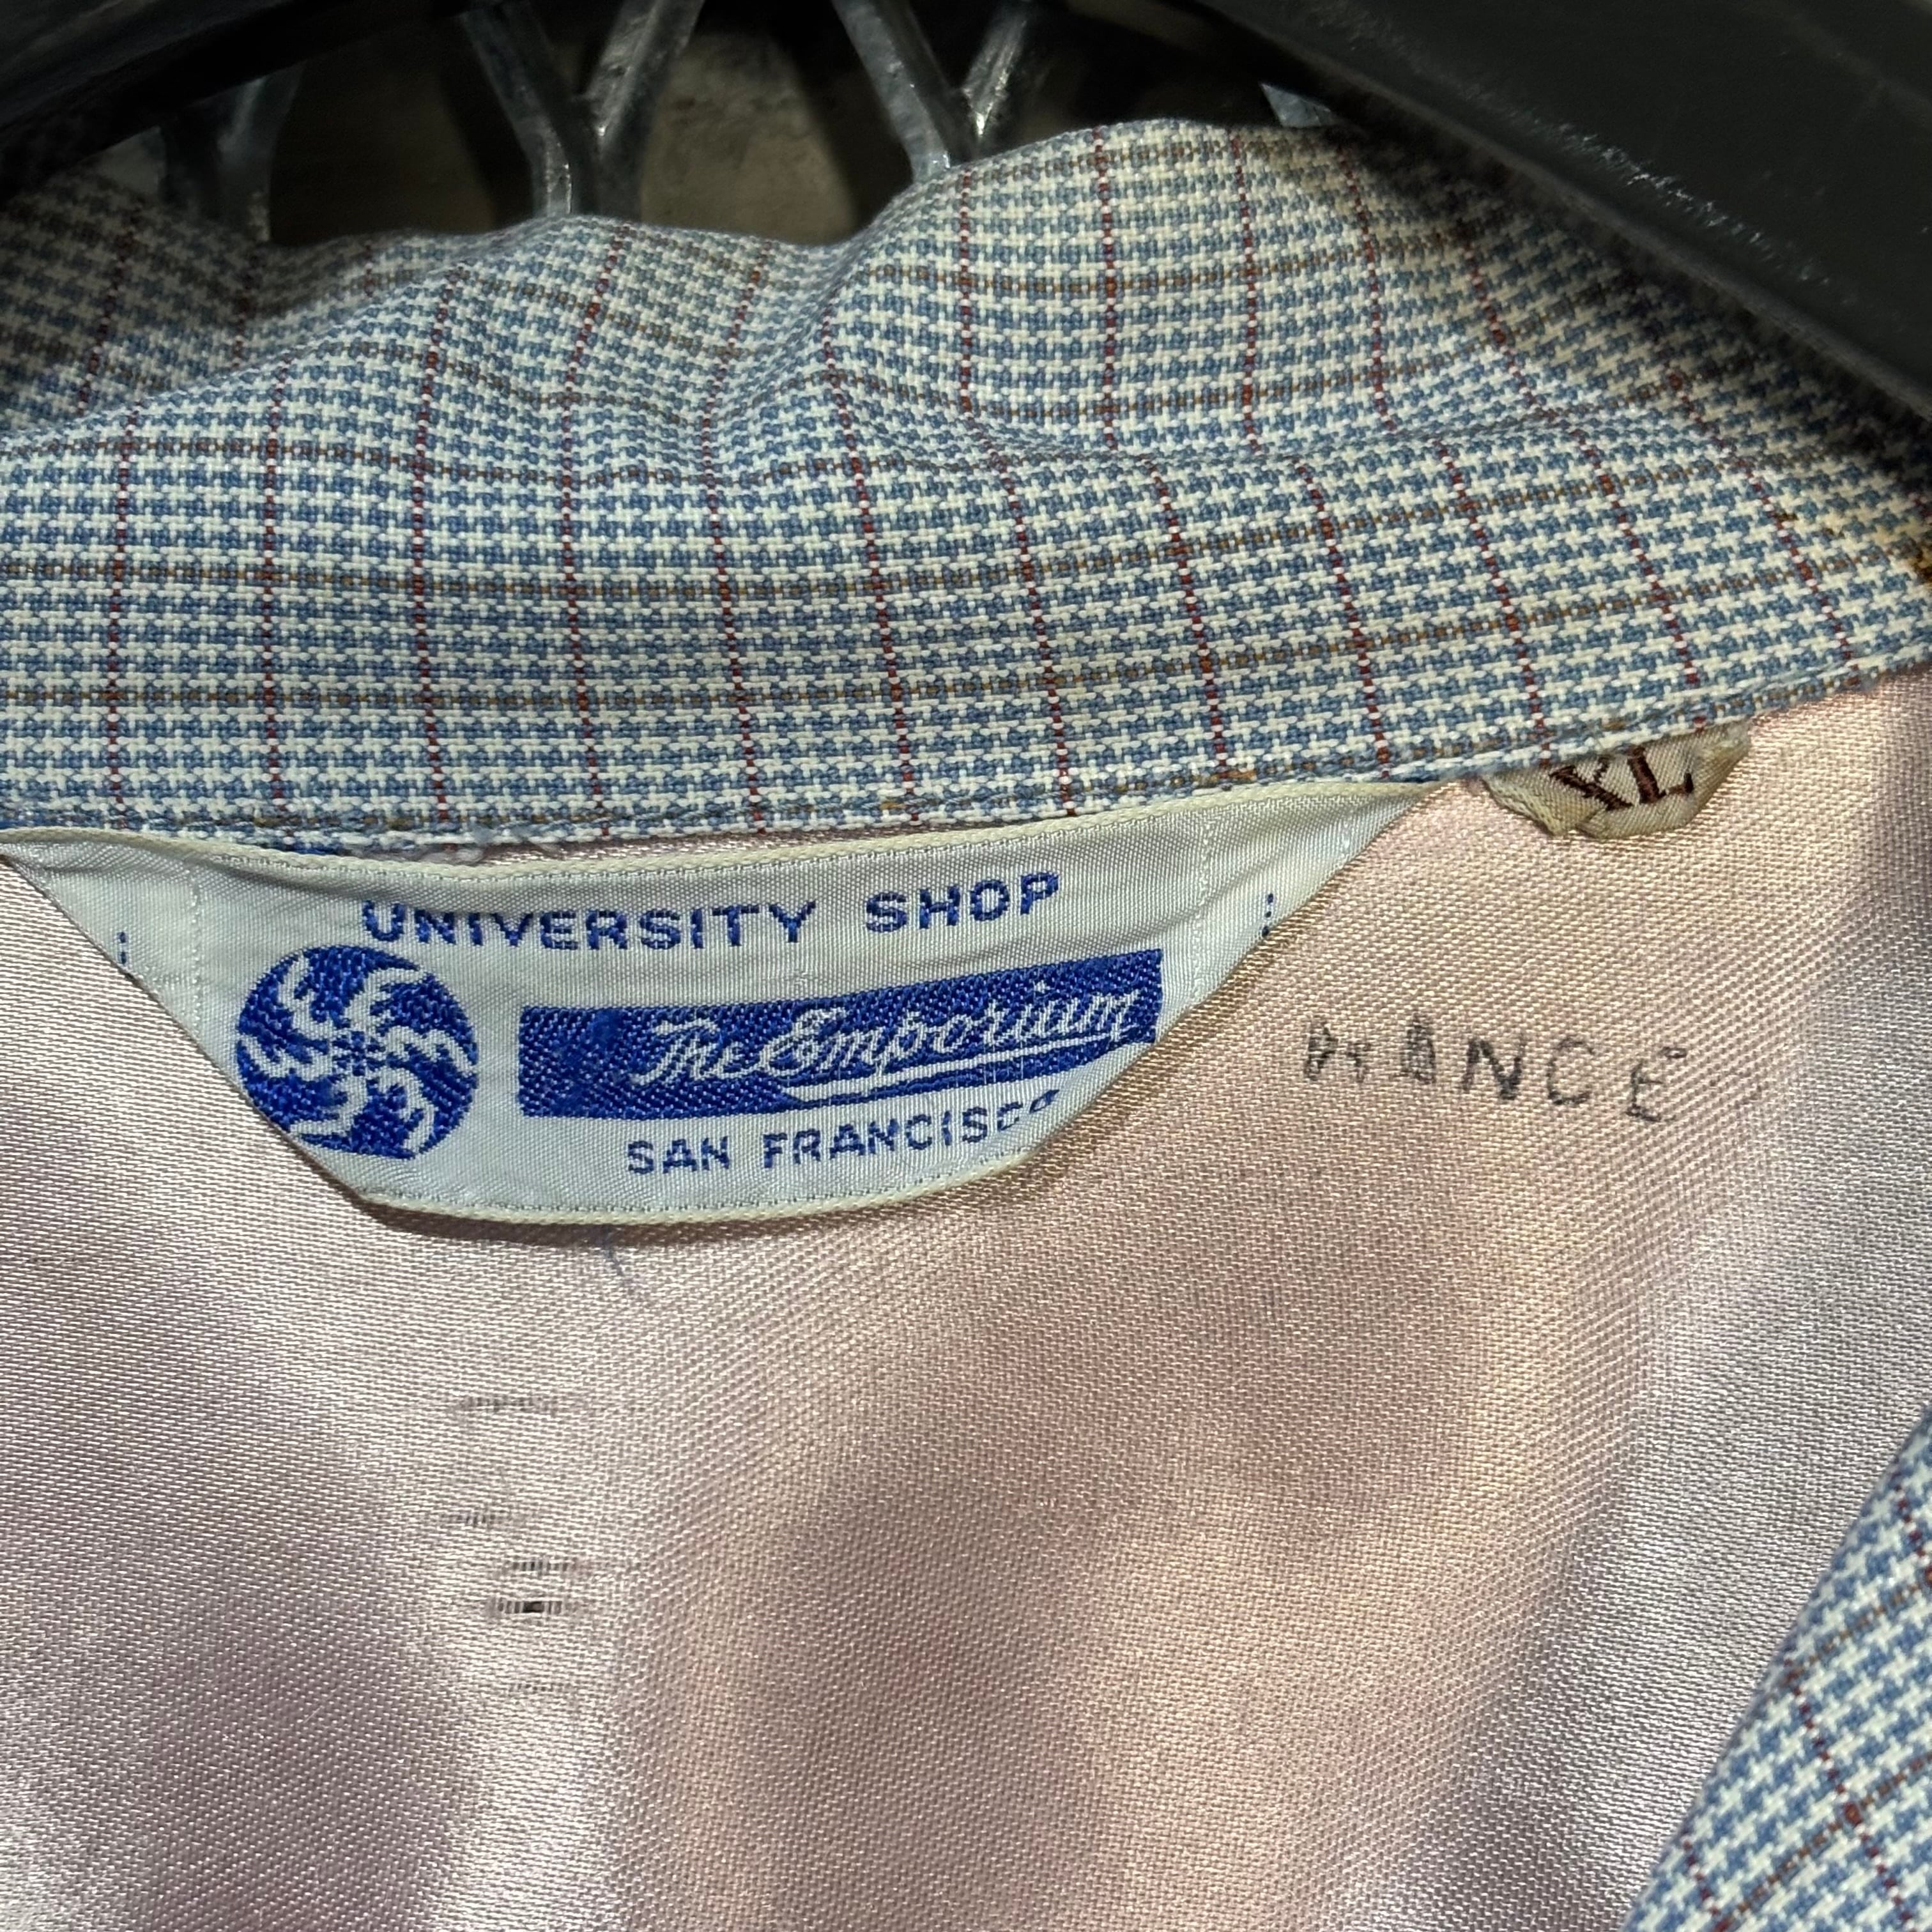 XL
UNIVERSITY SHOP
The Emporium
SAN FRANCISCO